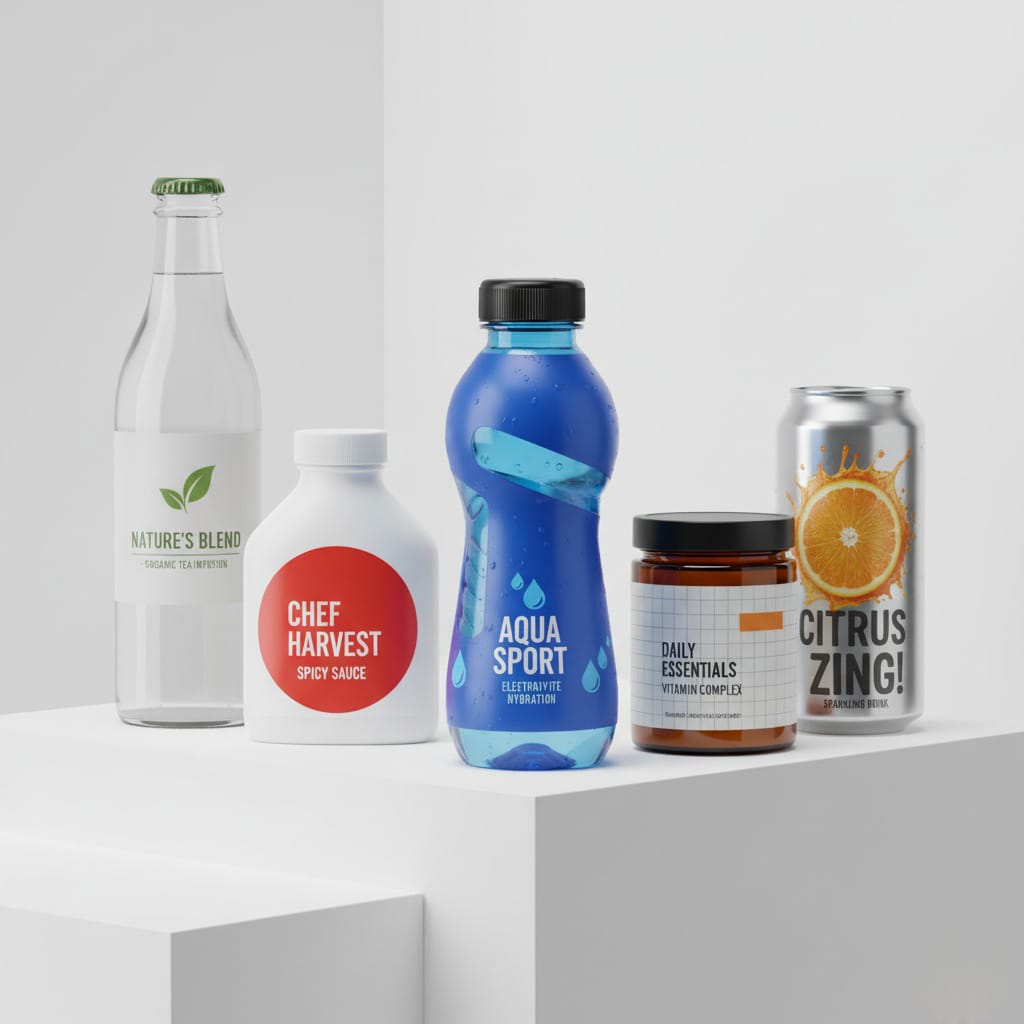 NATURE'S BLEND
CHEF
HARVEST
SPICY SAUCE
AQUA
SPORT
DAILY
ESSENTIALS
VITAMIN COMPLEX
CITRUS
ZING!